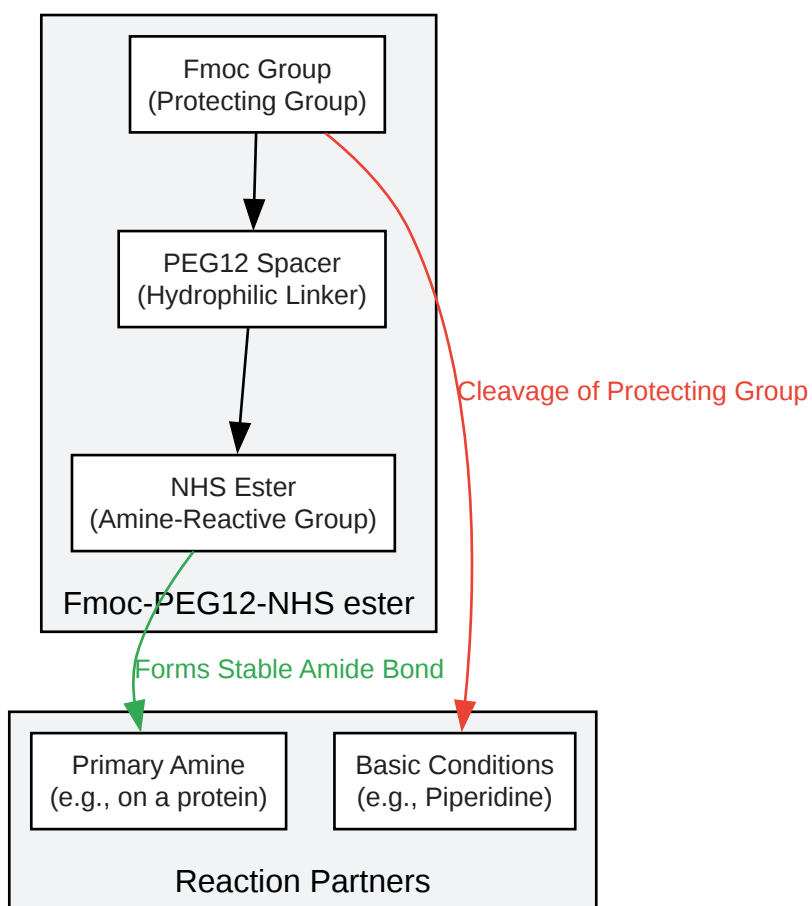 Fmoc Group
(Protecting Group)
PEG12 Spacer
(Hydrophilic Linker)
Cleavage of Protecting Group
NHS Ester
(Amine-Reactive Group)
Fmoc-PEG12-NHS ester
Forms Stable Amide Bond
Primary Amine
(e.g., on a protein)
Basic Conditions
(e.g., Piperidine)
Reaction Partners